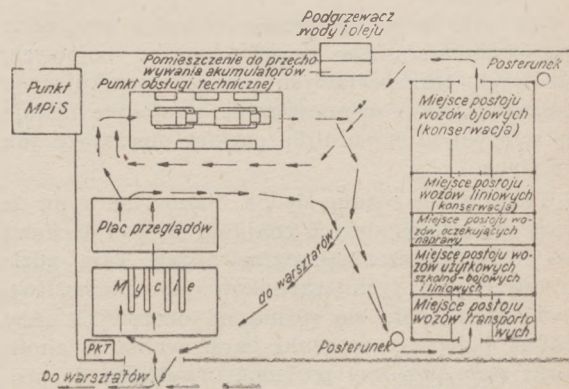 Podgrzewacz
wody i oleju
Pomieszczenie do przecho
wywania akumulatorów
Punkt obsługi technicznej
Posterunek
Punkt
MPiS
Miejsce postoju
wozów bjowych
(konserwacja)
Miejsce postoju
wozów liniowych
(konserwacja)
Miejsce postoju wo-
zów oczekujących
naprawy
Miejsce postoju wo-
zów użytkowych
szkolno-bojowych
i liniowych
Miejsce postoju
wozów transporto
wych
Plac przeglądów
Mycie
do warsztatów
PKT
Posterunek
Do warsztatów